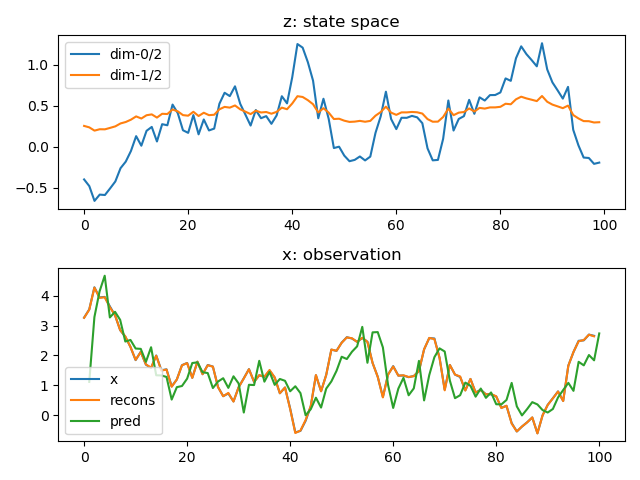 z: state space
dim-0/2
dim-1/2
1.0
0.5
0.0
−0.5
0 20 40 60 80 100
x: observation
4
3
2
1
0
x
recons
pred
0 20 40 60 80 100